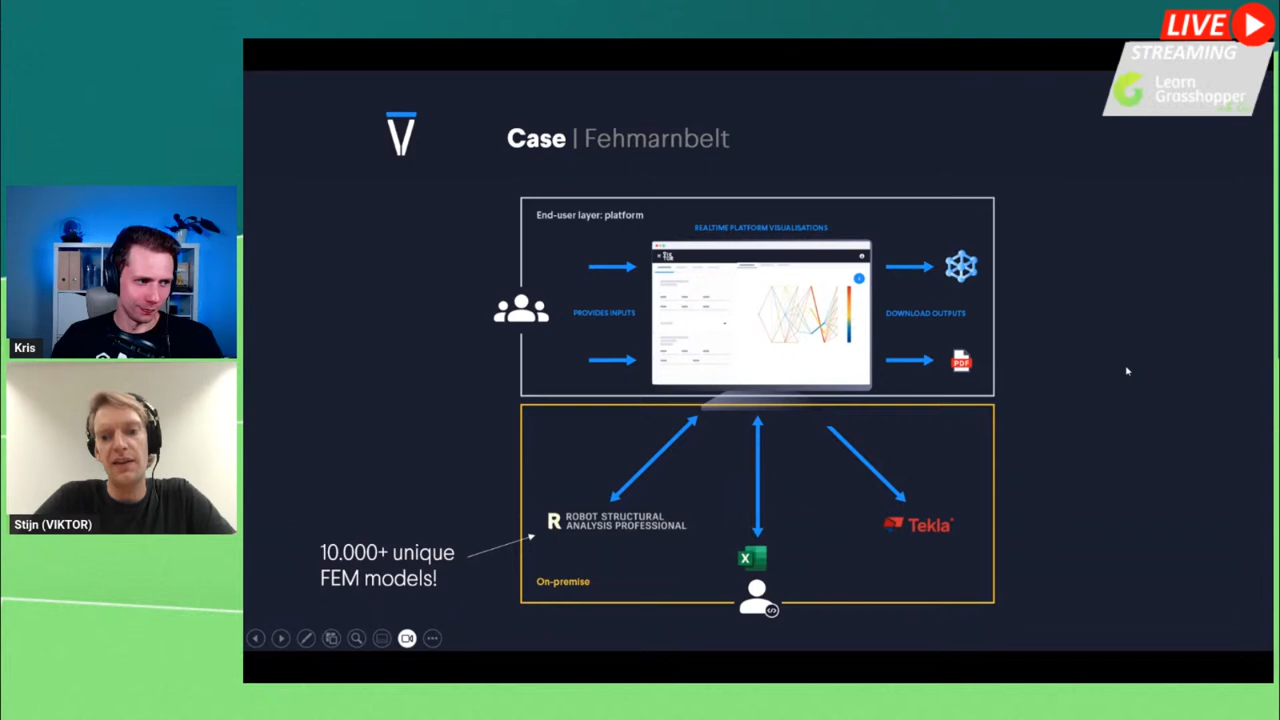 LIVE
STREAMING
Learn
Grasshopper
V
Case | Fehmarnbelt
End-user layer: platform
REALTIME PLATFORM VISUALISATIONS
PROVIDES INPUTS
DOWNLOAD OUTPUTS
PDF
Kris
Stijn (VIKTOR)
R ROBOT STRUCTURAL
ANALYSIS PROFESSIONAL
Tekla
10.000+ unique
FEM models!
X
On-premise